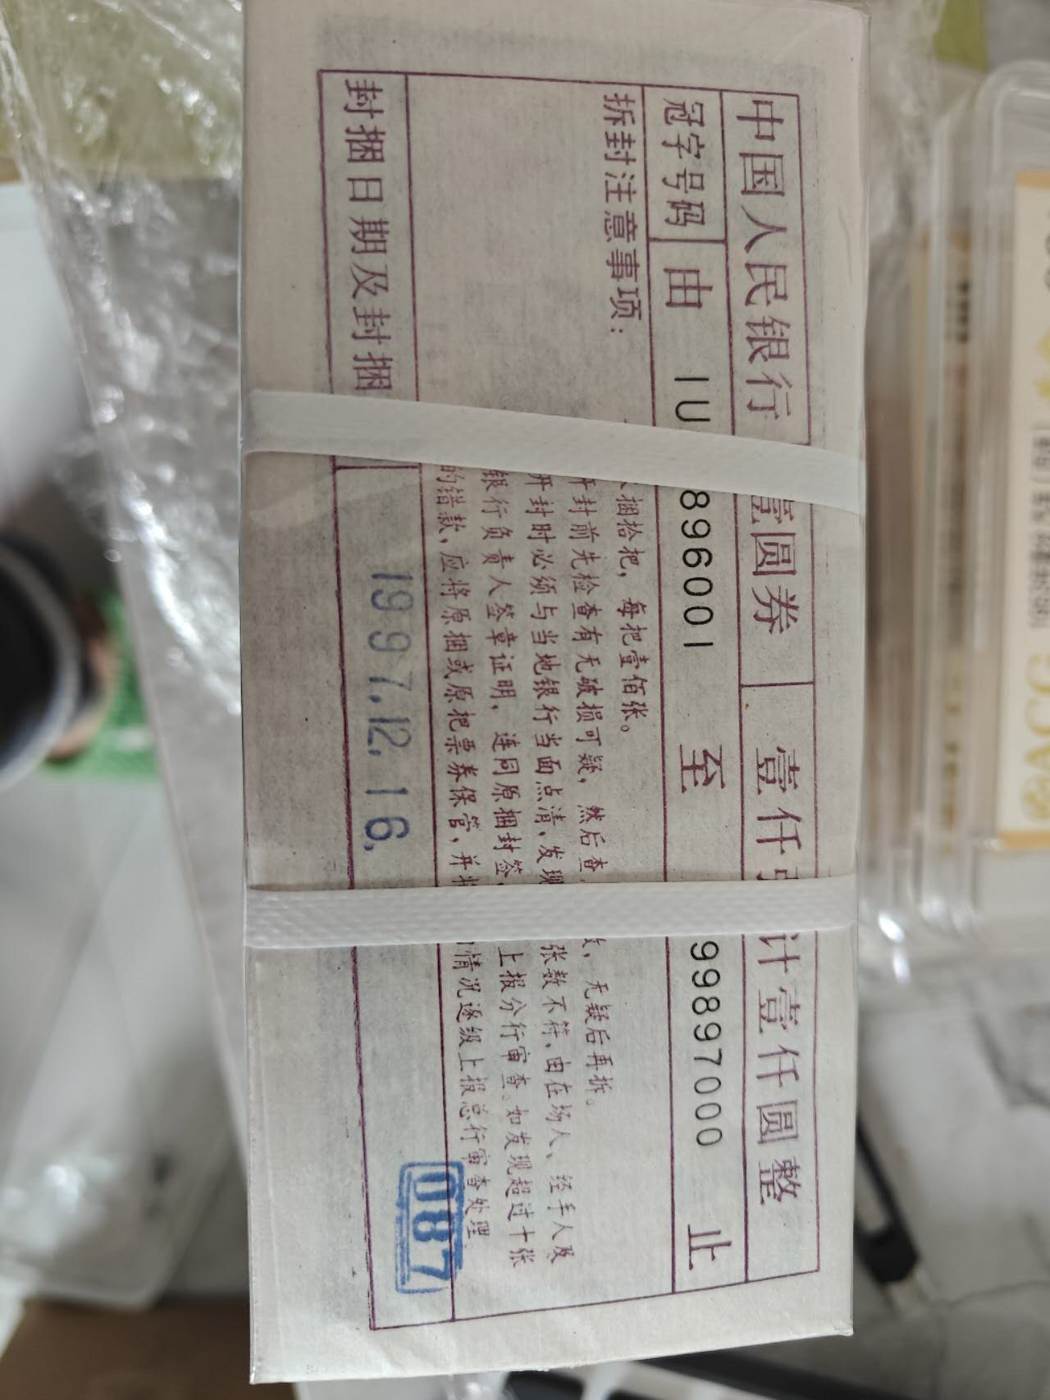 中国人民银行 壹圆券 壹仟 计壹仟圆整
冠字号码 由 IU 896001 至 99897000 止
拆封注意事项：
捆拾把，每把壹佰张。
开封前先检查有无破损可疑，然后查 ，无疑后再拆。
开封时必须与当地银行当面点清，发现 张数不符、由在场人、经手人及
银行负责人签章证明，连同原捆封签， 上报分行审查。如发现超过十张
的错款，应将原捆或原把票券保管，并 情况逐级上报总行审查处理
封捆日期及封捆 1997.12.16.
087
ACG